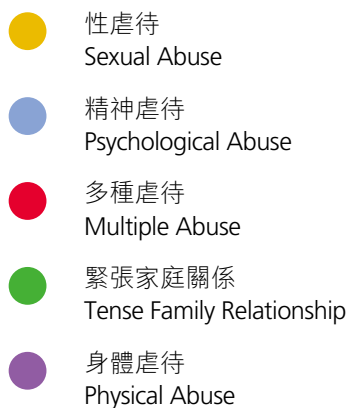 性虐待
Sexual Abuse
精神虐待
Psychological Abuse
多種虐待
Multiple Abuse
緊張家庭關係
Tense Family Relationship
身體虐待
Physical Abuse